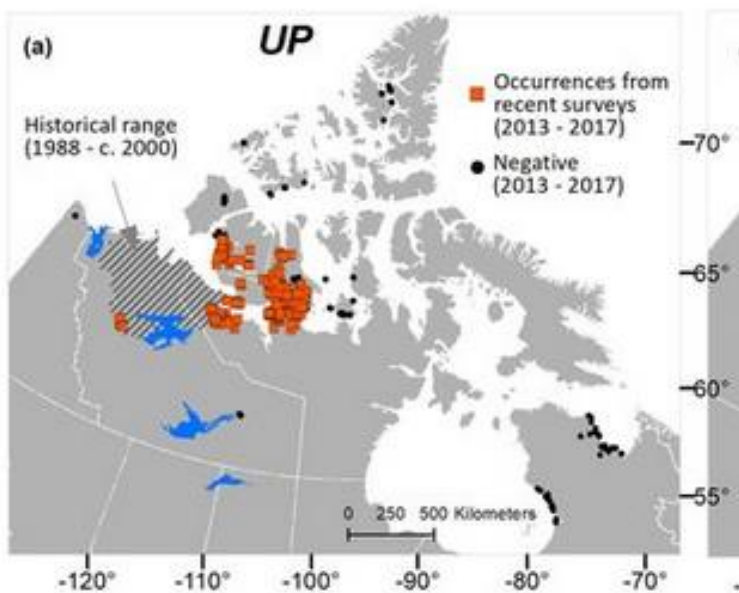 (a)
UP
Historical range
(1988 - c. 2000)
Occurrences from
recent surveys
(2013 - 2017)
Negative
(2013 - 2017)
70°
65°
60°
55°
0 250 500 Kilometers
-120° -110° -100° -90° -80° -70°